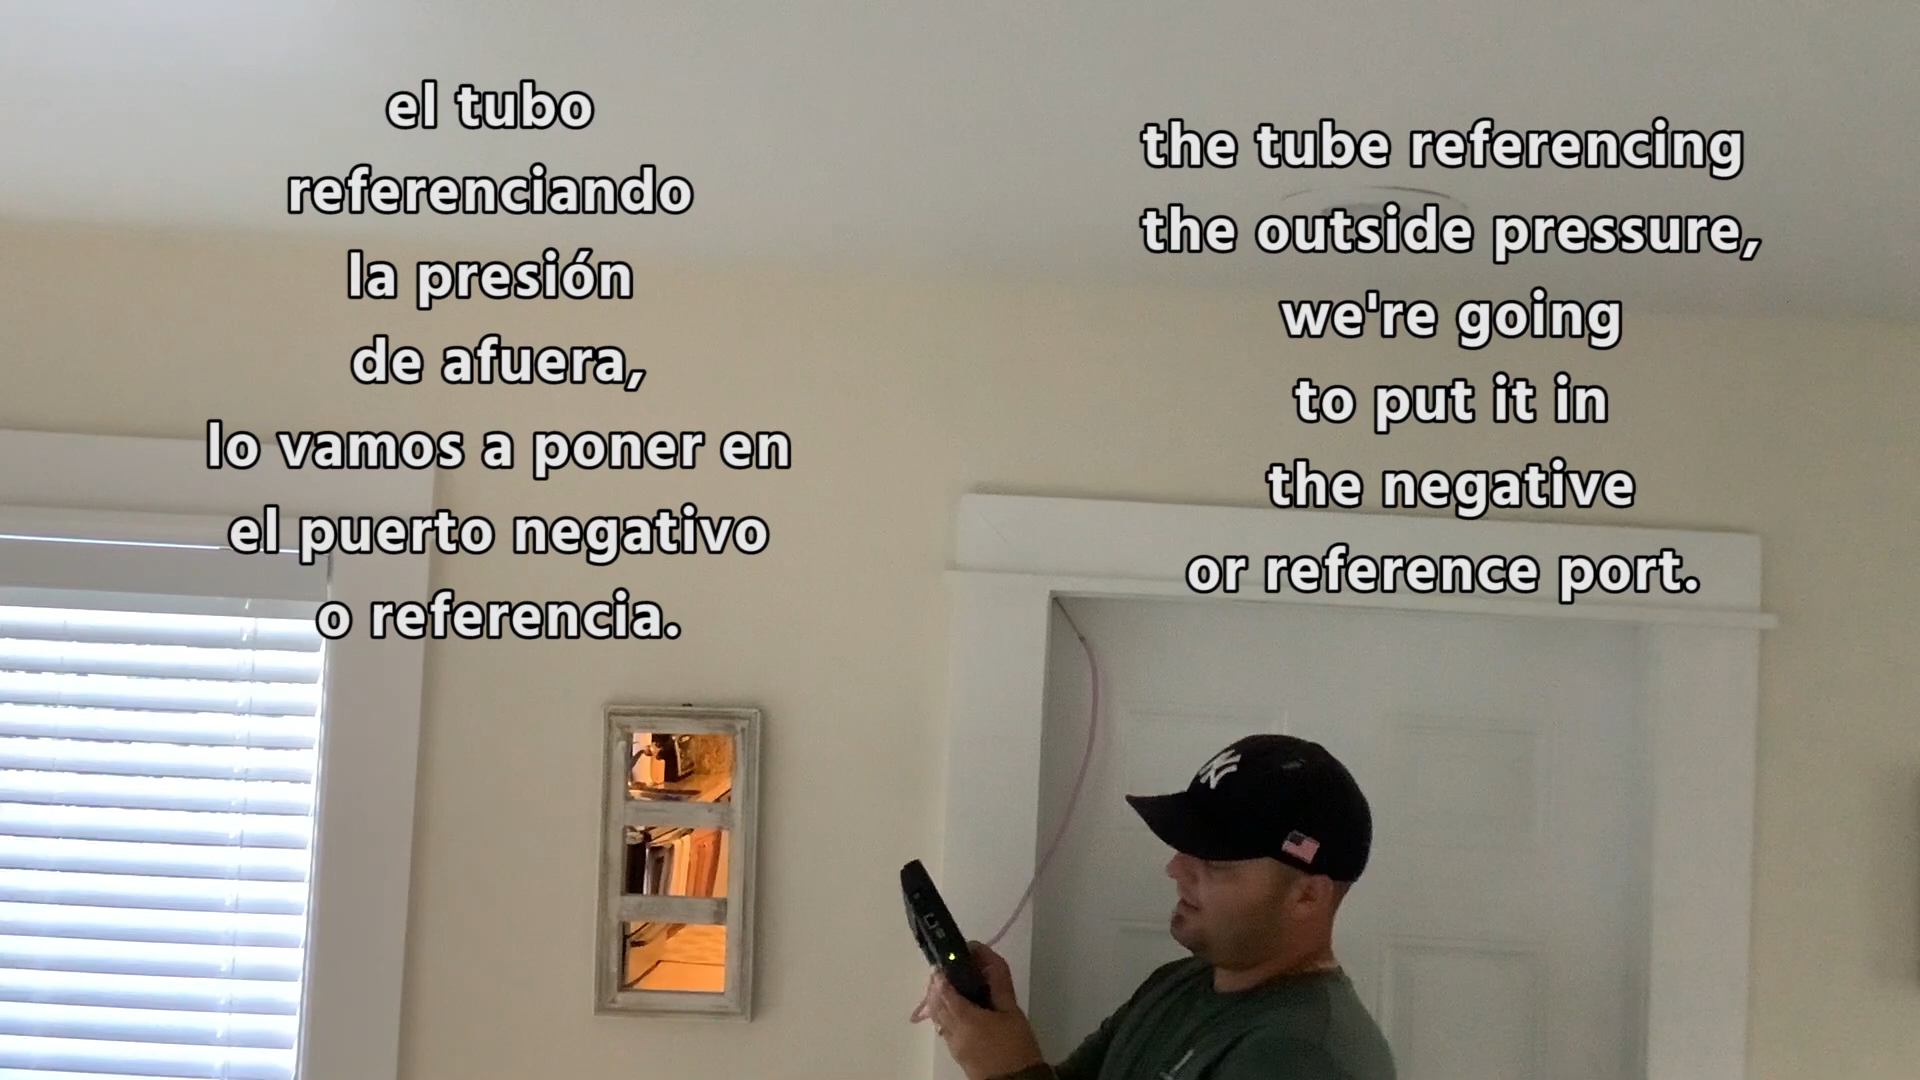 el tubo
referenciando
la presión
de afuera,
lo vamos a poner en
el puerto negativo
o referencia.
the tube referencing
the outside pressure,
we're going
to put it in
the negative
or reference port.
NY